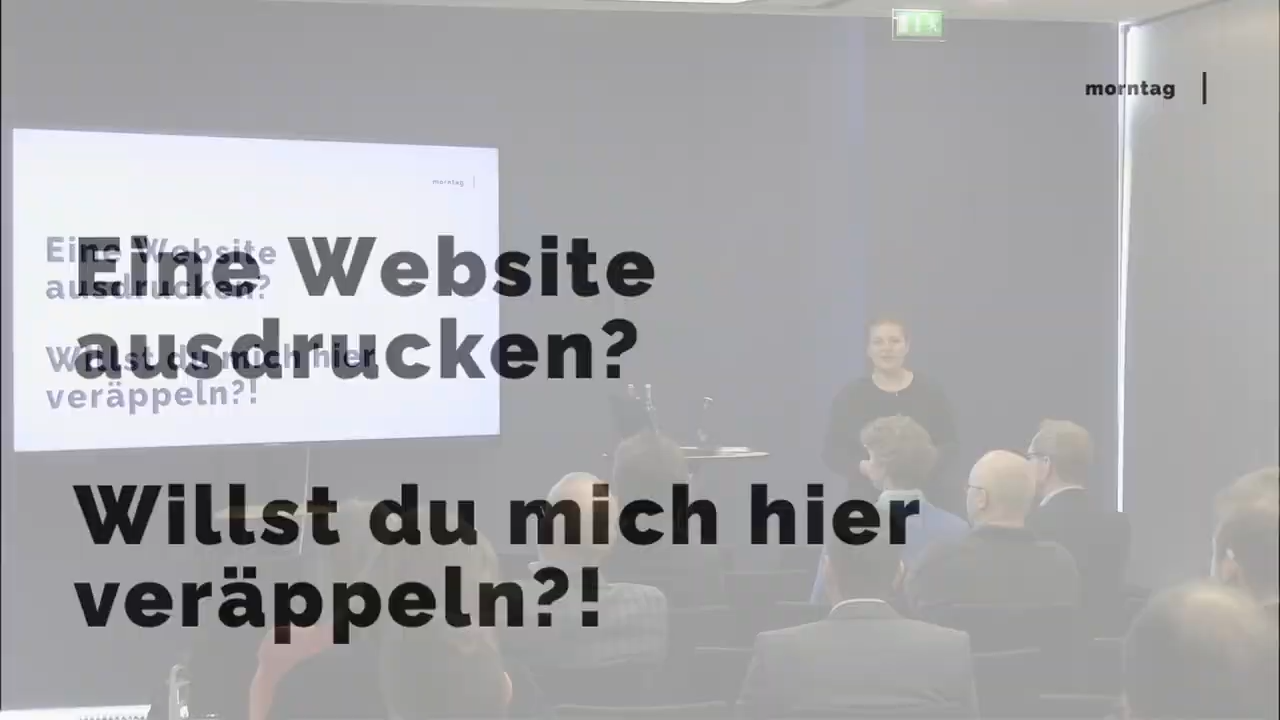 morntag
morntag
Eine Website
ausdrucken?
Willst du mich hier
veräppeln?!
Eine Website
ausdrucken?
Willst du mich hier
veräppeln?!